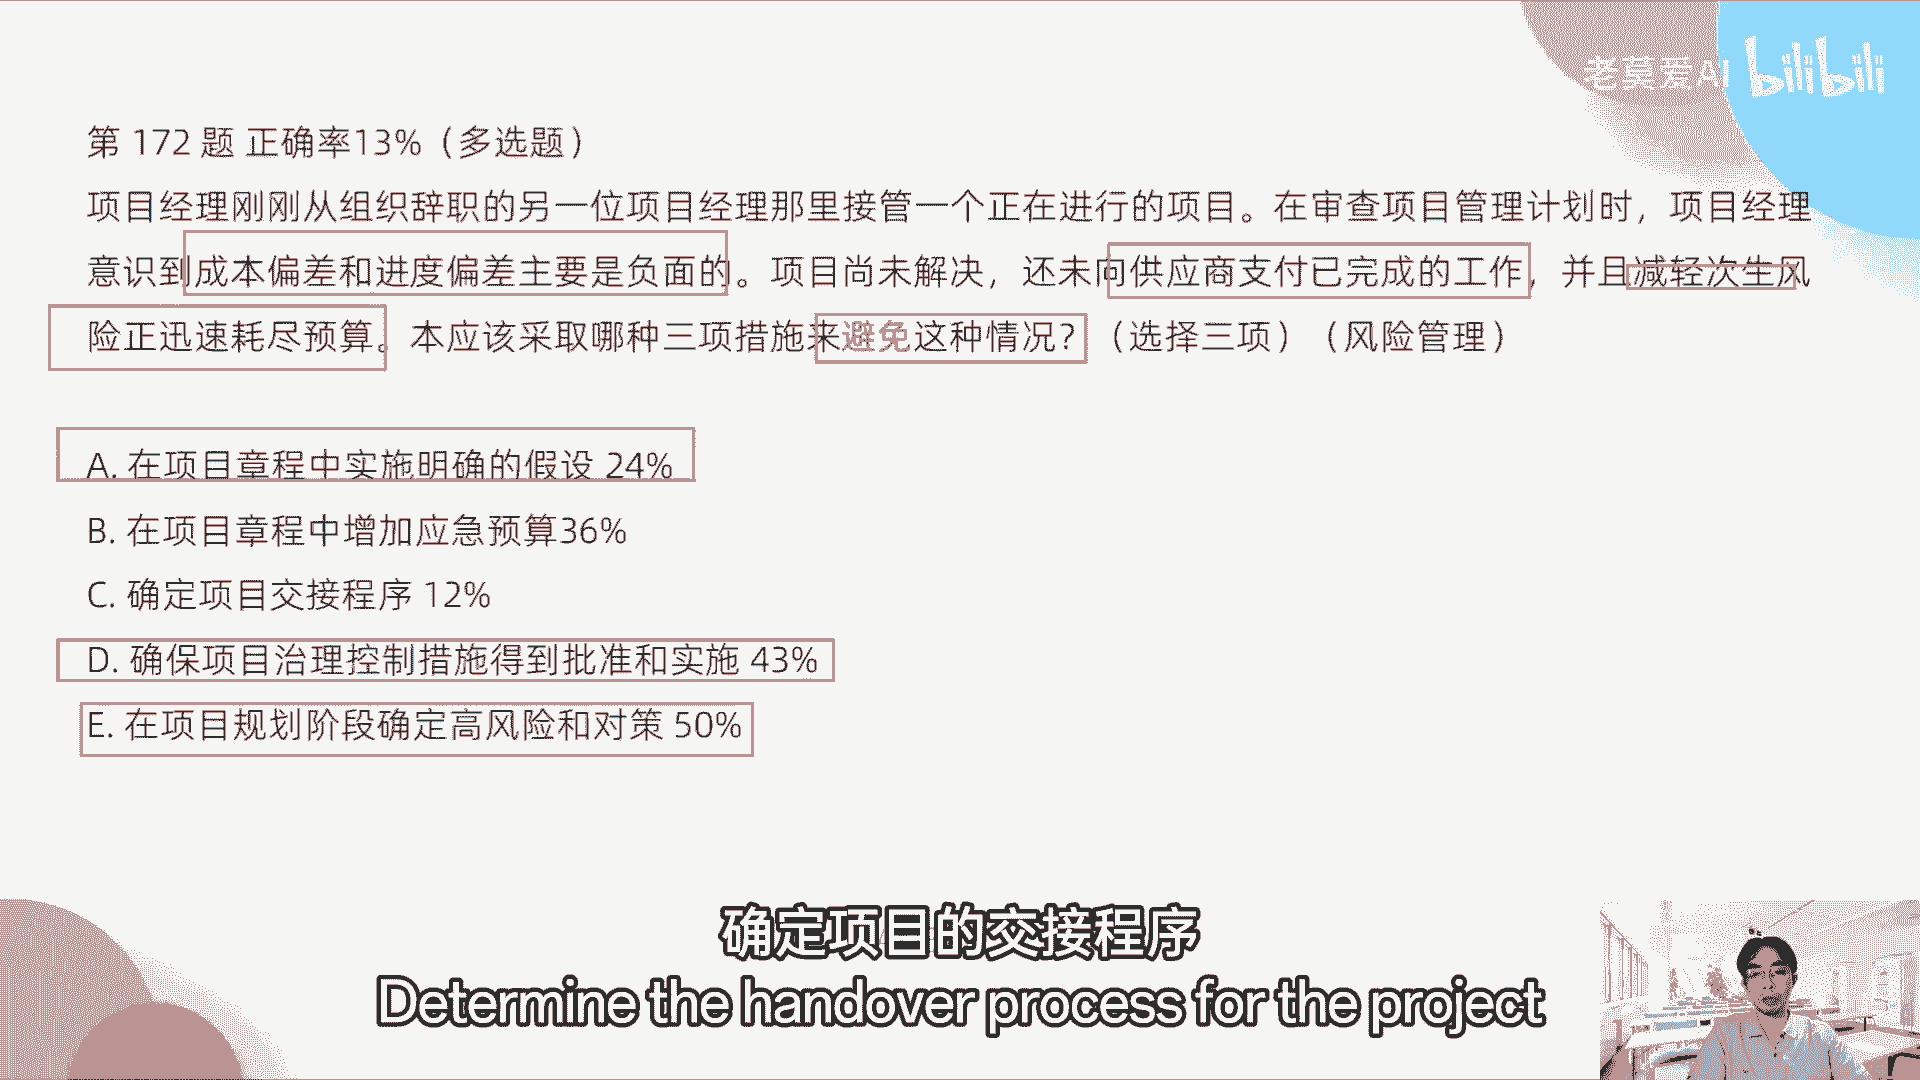 老莫爱AI bilibili
第 172 题 正确率13%（多选题）
项目经理刚刚从组织辞职的另一位项目经理那里接管一个正在进行的项目。在审查项目管理计划时，项目经理
意识到成本偏差和进度偏差主要是负面的。项目尚未解决，还未向供应商支付已完成的工作，并且减轻次生风
险正迅速耗尽预算。本应该采取哪种三项措施来避免这种情况？（选择三项）（风险管理）
A. 在项目章程中实施明确的假设 24%
B. 在项目章程中增加应急预算36%
C. 确定项目交接程序 12%
D. 确保项目治理控制措施得到批准和实施 43%
E. 在项目规划阶段确定高风险和对策 50%
确定项目的交接程序
Determine the handover process for the project